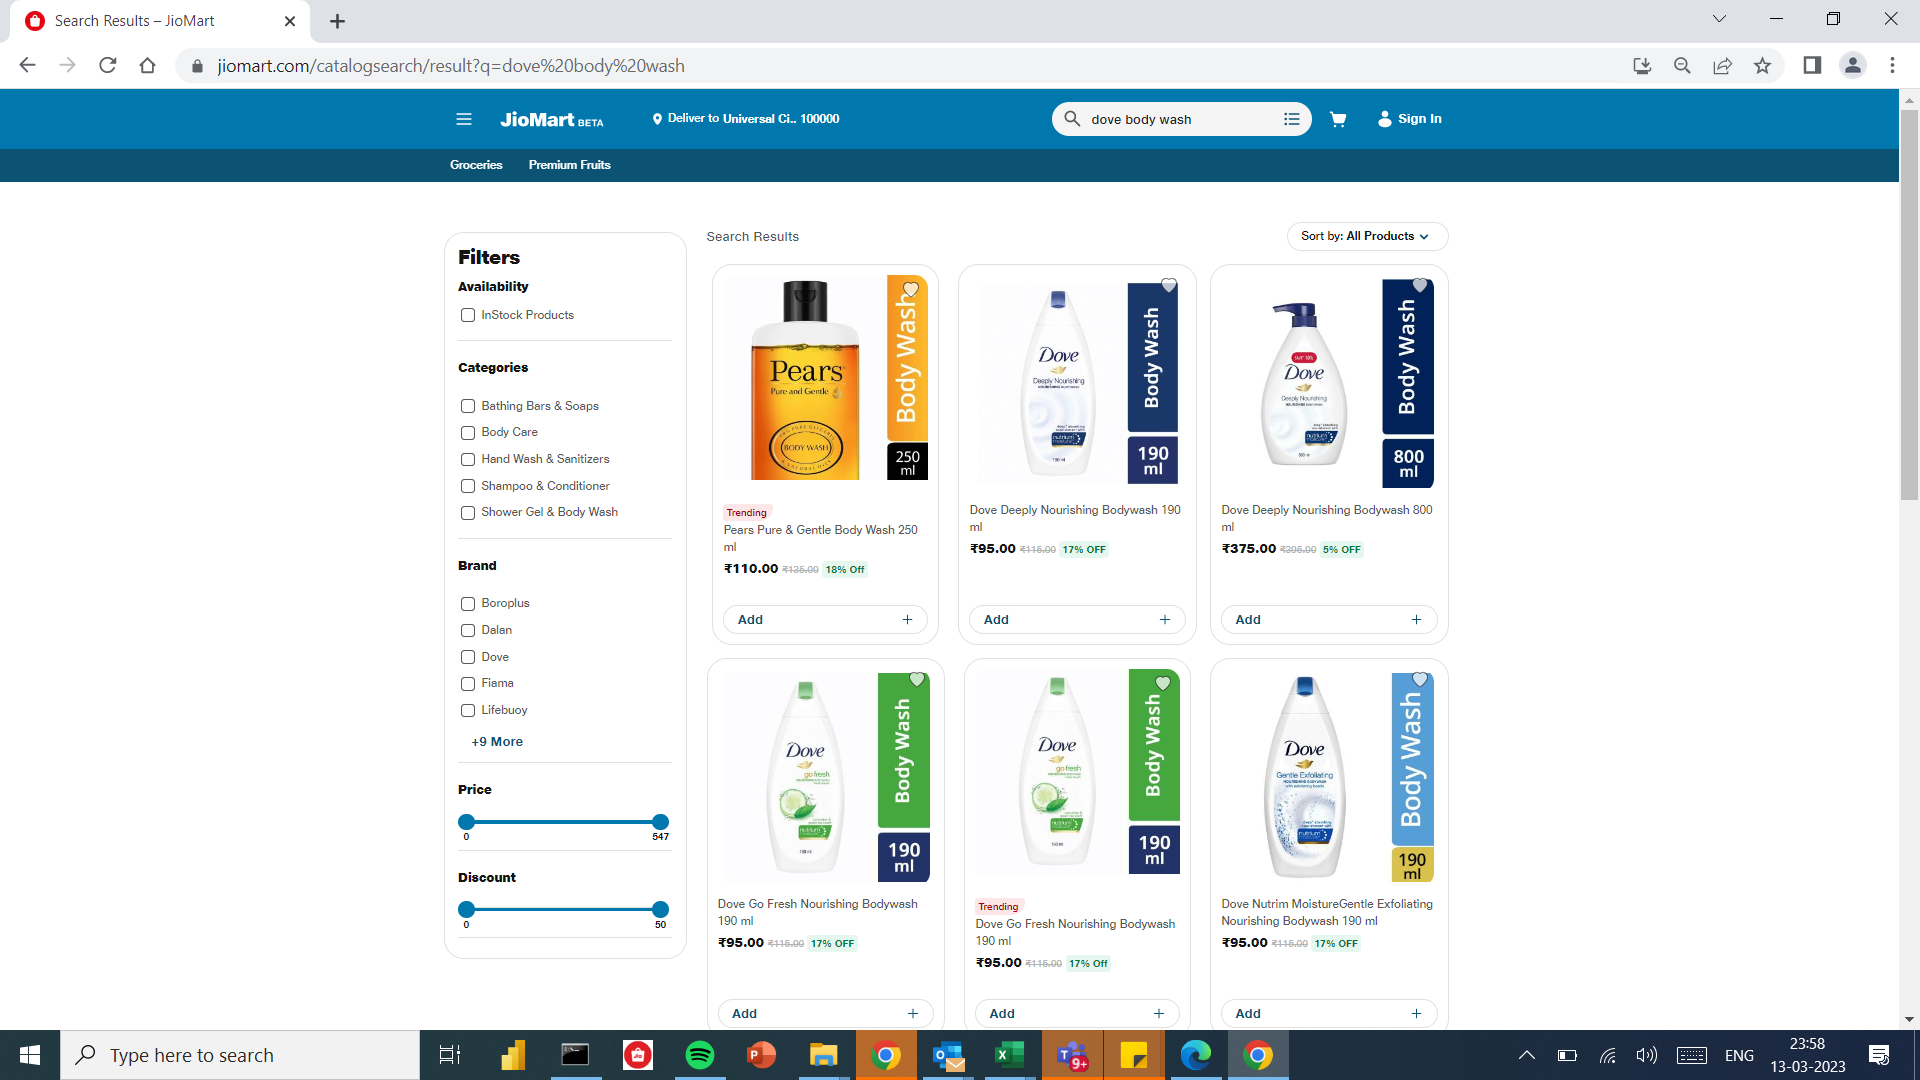 Search Results – JioMart
jiomart.com/catalogsearch/result?q=dove%20body%20wash
JioMart BETA
Deliver to Universal Ci.. 100000
dove body wash
Sign In
Groceries
Premium Fruits
Filters
Availability
InStock Products
Categories
Bathing Bars & Soaps
Body Care
Hand Wash & Sanitizers
Shampoo & Conditioner
Shower Gel & Body Wash
Brand
Boroplus
Dalan
Dove
Fiama
Lifebuoy
+9 More
Price
0
547
Discount
0
50
Search Results
Sort by: All Products
Pears
Pure and Gentle
BODY WASH
Body Wash
250
ml
Trending
Pears Pure & Gentle Body Wash 250
ml
₹110.00 ₹135.00 18% Off
Add +
Dove
Deeply Nourishing
Body Wash
190
ml
Dove Deeply Nourishing Bodywash 190
ml
₹95.00 ₹115.00 17% OFF
Add +
Dove
Deeply Nourishing
Body Wash
800
ml
Dove Deeply Nourishing Bodywash 800
ml
₹375.00 ₹395.00 5% OFF
Add +
Dove
go fresh
Body Wash
190
ml
Dove Go Fresh Nourishing Bodywash
190 ml
₹95.00 ₹115.00 17% OFF
Add +
Dove
go fresh
Body Wash
190
ml
Trending
Dove Go Fresh Nourishing Bodywash
190 ml
₹95.00 ₹115.00 17% Off
Add +
Dove
Gentle Exfoliating
Body Wash
190
ml
Dove Nutrim MoistureGentle Exfoliating
Nourishing Bodywash 190 ml
₹95.00 ₹115.00 17% OFF
Add +
Type here to search
9+
ENG
23:58
13-03-2023